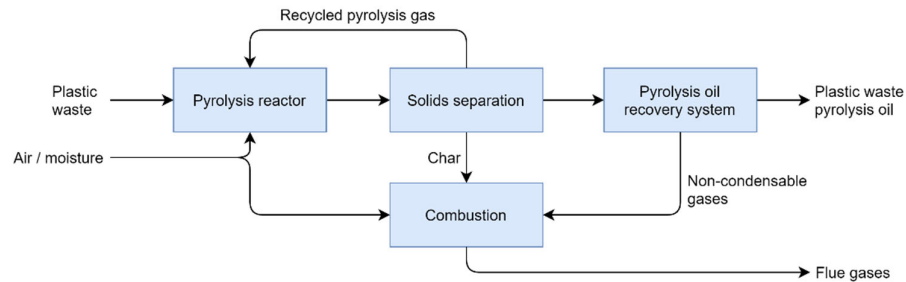 Recycled pyrolysis gas
Plastic
waste
Pyrolysis reactor
Solids separation
Pyrolysis oil
recovery system
Plastic waste
pyrolysis oil
Air / moisture
Char
Non-condensable
gases
Combustion
Flue gases